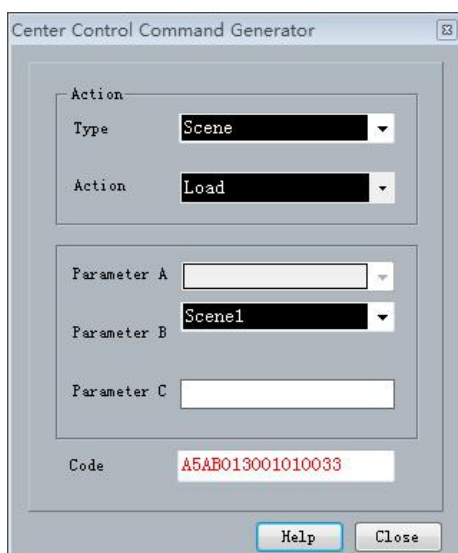 Center Control Command Generator
Action
Type
Scene
Action
Load
Parameter A
Scene1
Parameter B
Parameter C
Code
A5AB013001010033
Help
Close